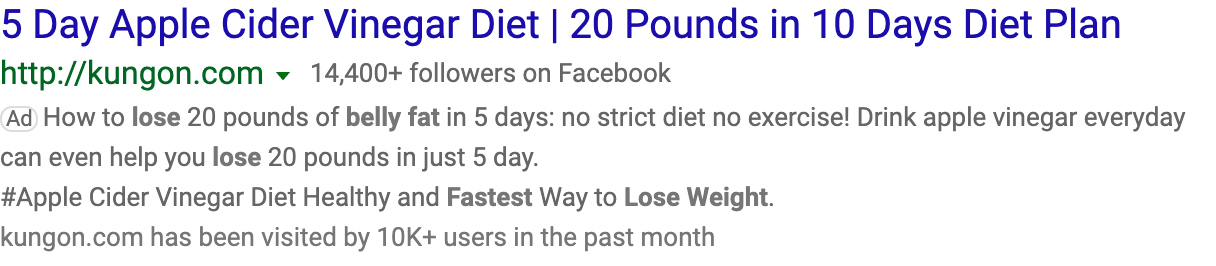 5 Day Apple Cider Vinegar Diet | 20 Pounds in 10 Days Diet Plan
http://kungon.com 14,400+ followers on Facebook
Ad How to lose 20 pounds of belly fat in 5 days: no strict diet no exercise! Drink apple vinegar everyday
can even help you lose 20 pounds in just 5 day.
#Apple Cider Vinegar Diet Healthy and Fastest Way to Lose Weight.
kungon.com has been visited by 10K+ users in the past month